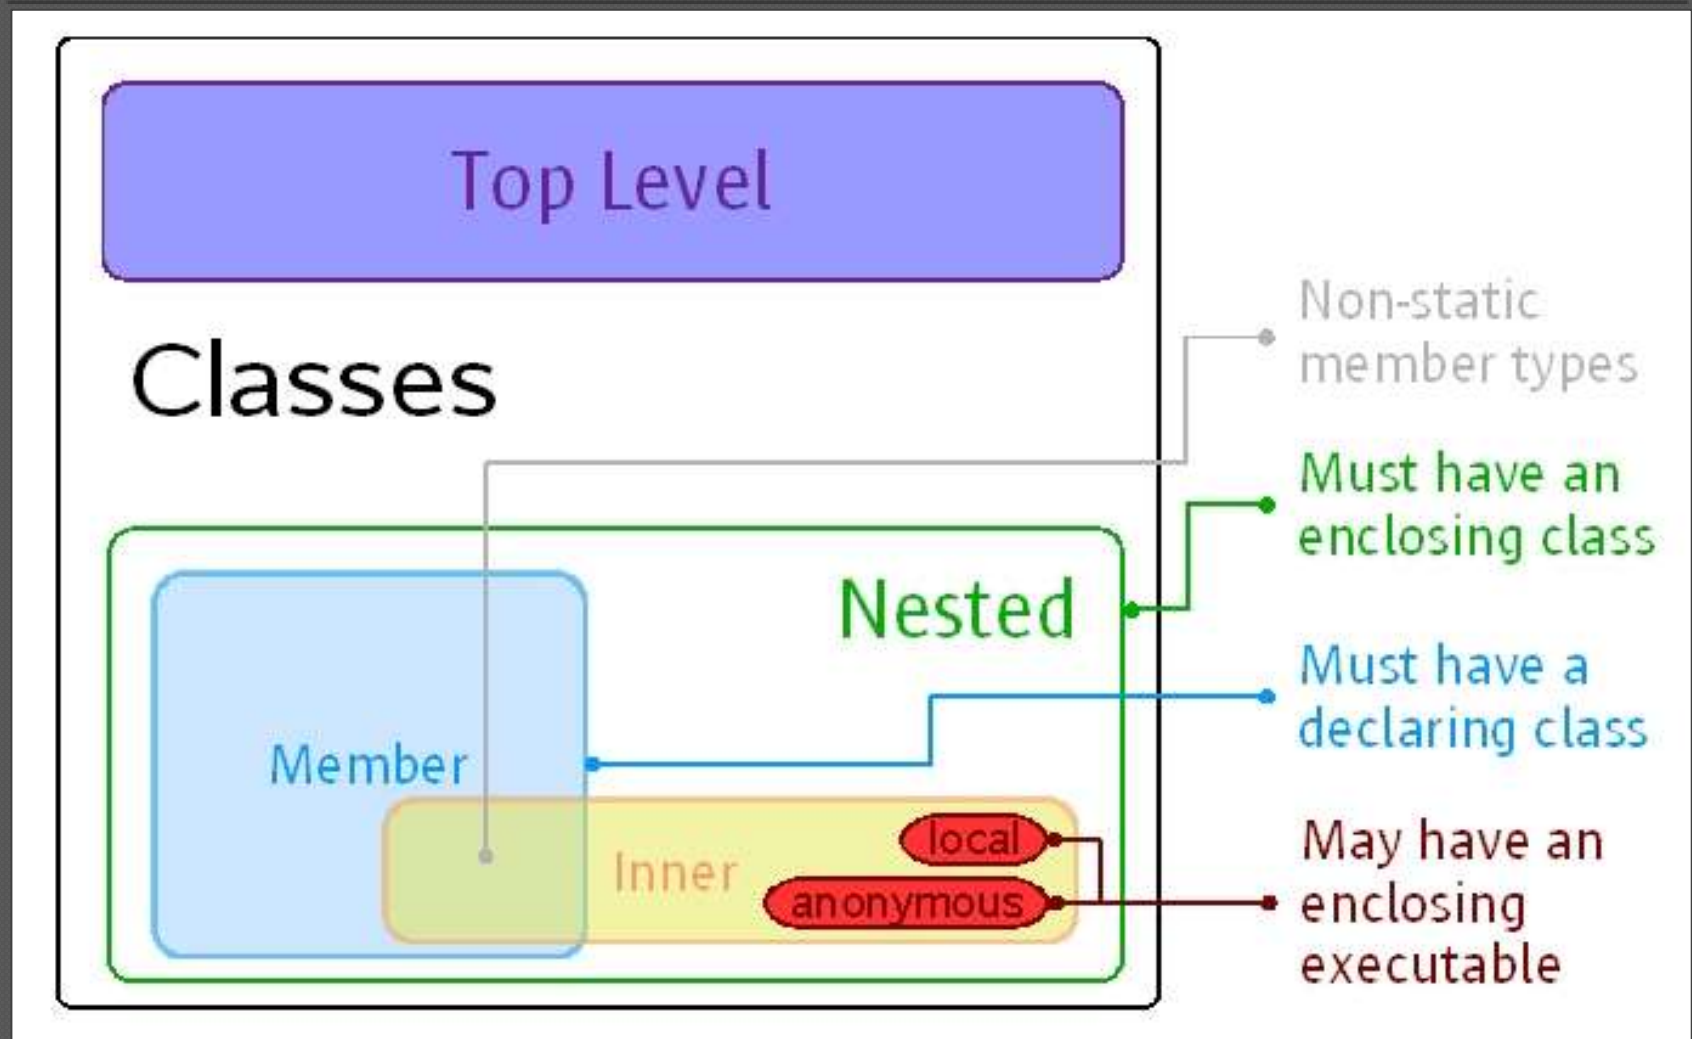 Top Level
Classes
Non-static
member types
Must have an
enclosing class
Nested
Must have a
declaring class
Member
Inner
local
anonymous
May have an
enclosing
executable